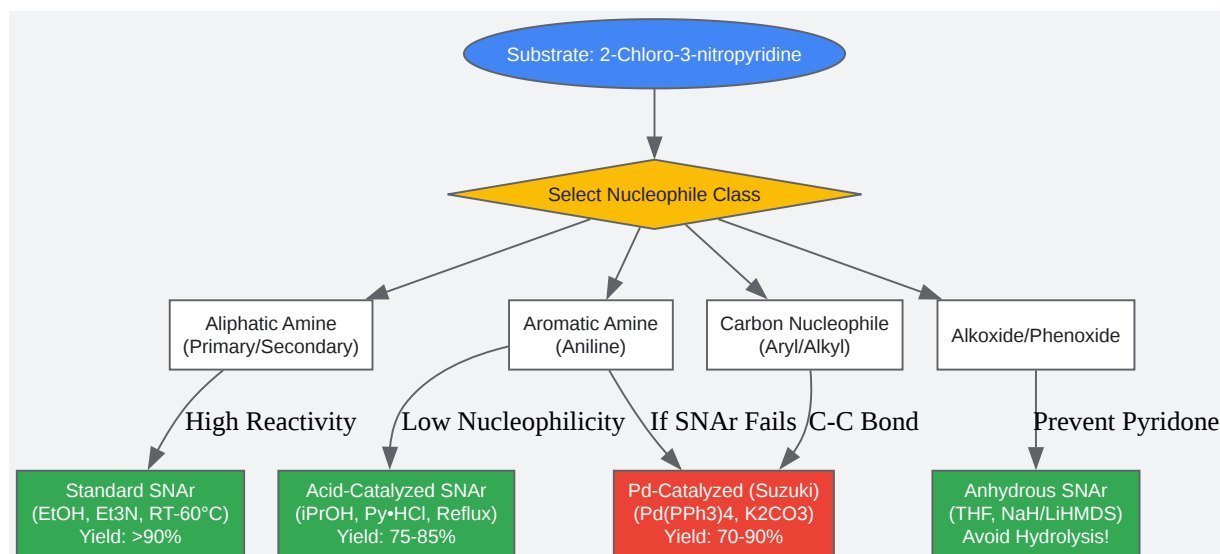 Substrate: 2-Chloro-3-nitropyridine
Select Nucleophile Class
Aliphatic Amine
(Primary/Secondary)
Aromatic Amine
(Aniline)
Carbon Nucleophile
(Aryl/Alkyl)
Alkoxide/Phenoxide
High Reactivity
Low Nucleophilicity
If SNAr Fails
C-C Bond
Prevent Pyridone
Standard SNAr
(EtOH, Et3N, RT-60°C)
Yield: >90%
Acid-Catalyzed SNAr
(iPrOH, Py•HCl, Reflux)
Yield: 75-85%
Pd-Catalyzed (Suzuki)
(Pd(PPh3)4, K2CO3)
Yield: 70-90%
Anhydrous SNAr
(THF, NaH/LiHMDS)
Avoid Hydrolysis!